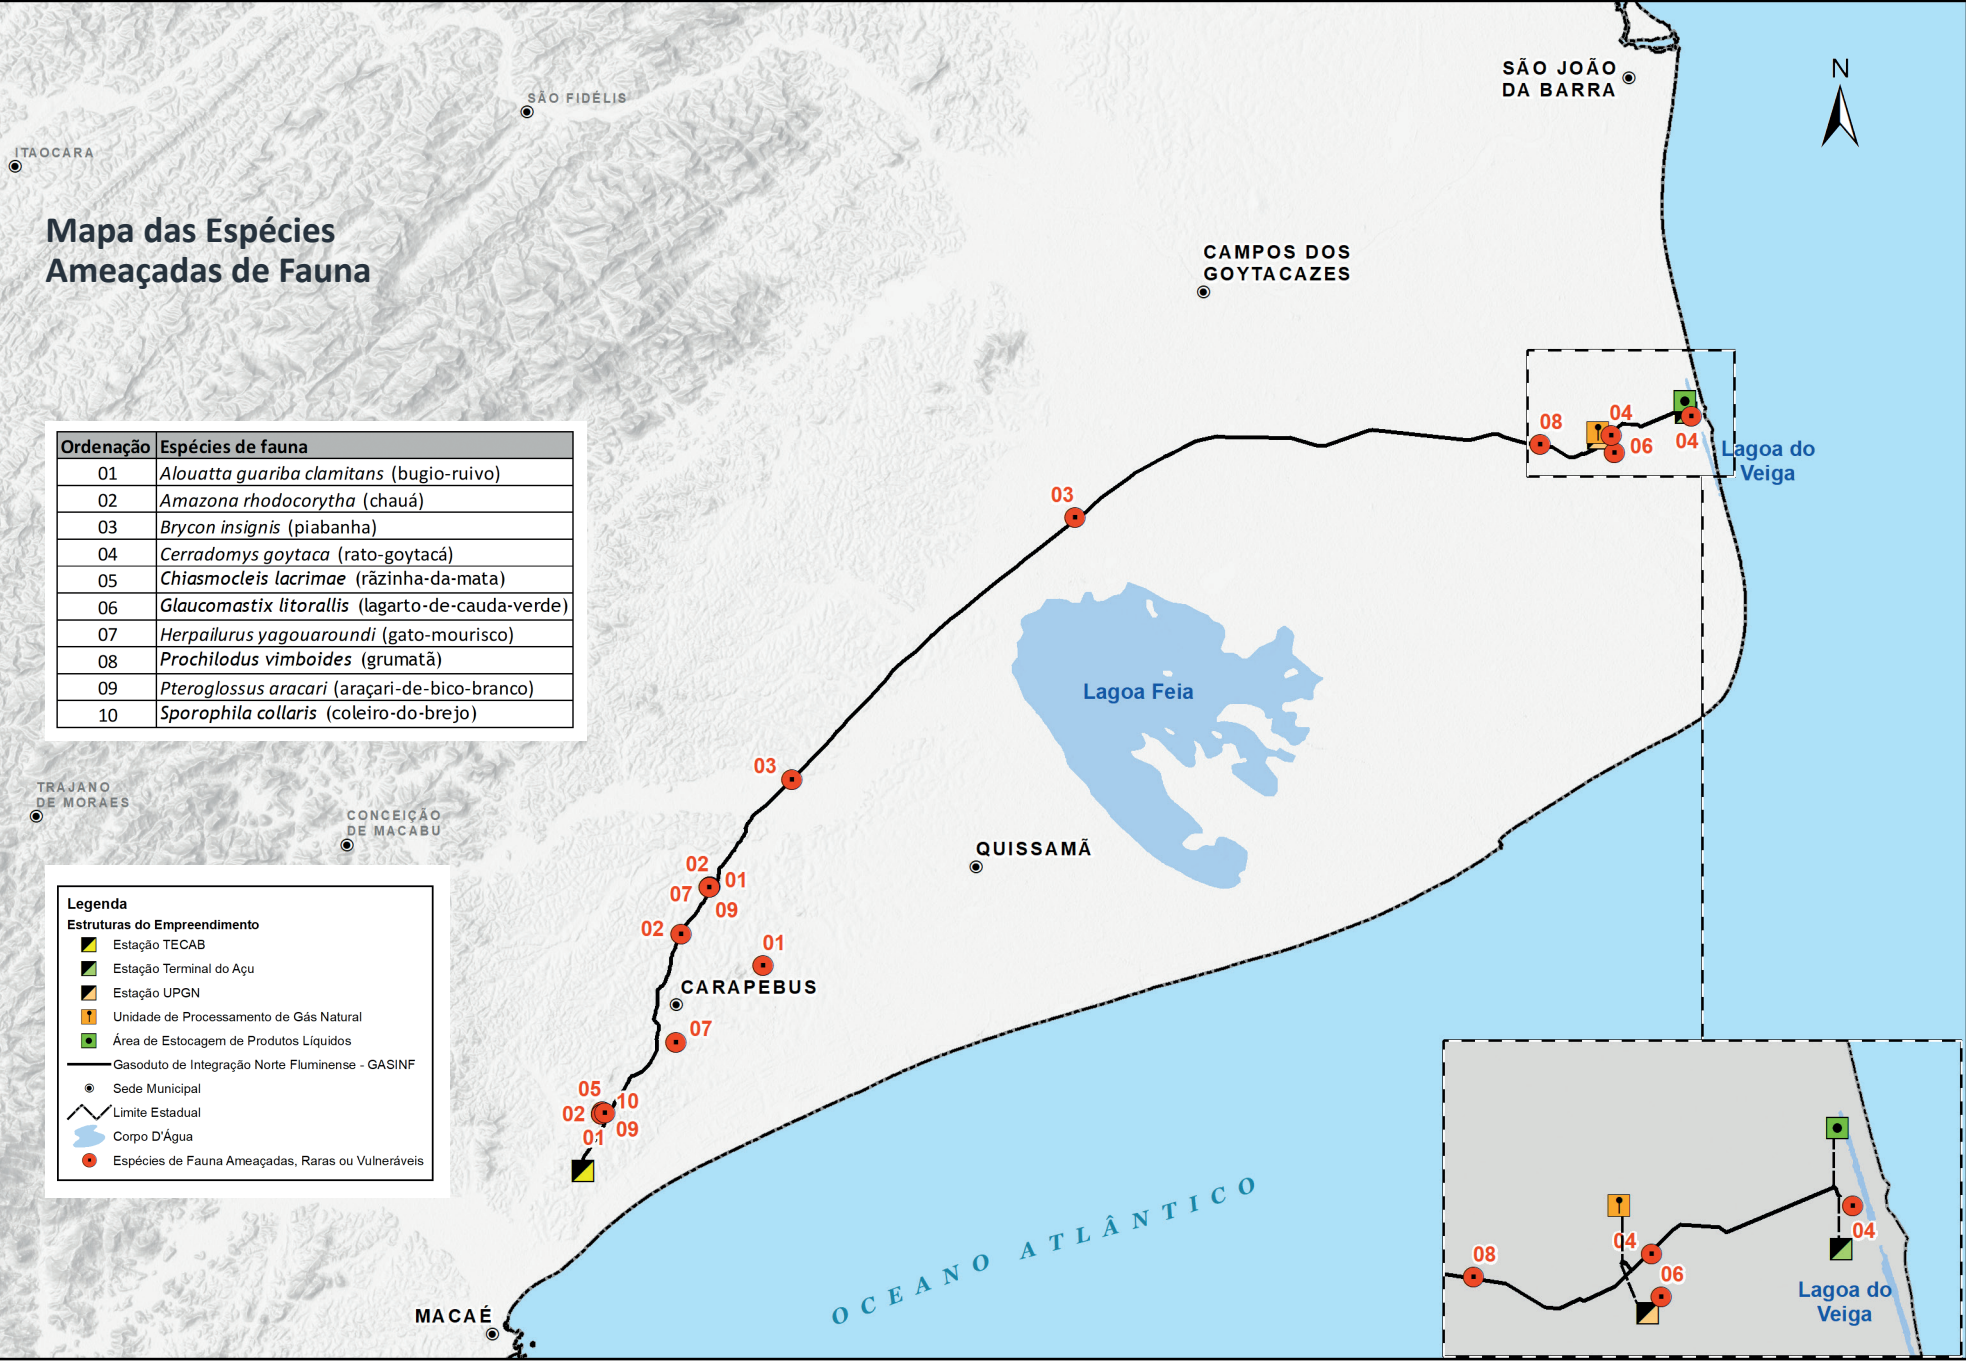 SÃO JOÃO
DA BARRA
N
SÃO FIDÉLIS
ITAOCARA
Mapa das Espécies
Ameaçadas de Fauna
CAMPOS DOS
GOYTACAZES
08
04
06
04
Lagoa do
Veiga
03
Ordenação Espécies de fauna
01 Alouatta guariba clamitans (bugio-ruivo)
02 Amazona rhodocorytha (chauá)
03 Brycon insignis (piabanha)
04 Cerradomys goytaca (rato-goytacá)
05 Chiasmocleis lacrimae (rãzinha-da-mata)
06 Glaucomastix litorallis (lagarto-de-cauda-verde)
07 Herpailurus yagouaroundi (gato-mourisco)
08 Prochilodus vimboides (grumatã)
09 Pteroglossus aracari (araçari-de-bico-branco)
10 Sporophila collaris (coleiro-do-brejo)
Lagoa Feia
03
TRAJANO
DE MORAES
CONCEIÇÃO
DE MACABU
QUISSAMÃ
02
01
07
09
02
01
CARAPEBUS
07
05
10
02
09
01
Legenda
Estruturas do Empreendimento
Estação TECAB
Estação Terminal do Açu
Estação UPGN
Unidade de Processamento de Gás Natural
Área de Estocagem de Produtos Líquidos
Gasoduto de Integração Norte Fluminense - GASINF
Sede Municipal
Limite Estadual
Corpo D'Água
Espécies de Fauna Ameaçadas, Raras ou Vulneráveis
OCEANO ATLÂNTICO
MACAÉ
04
04
08
06
Lagoa do
Veiga